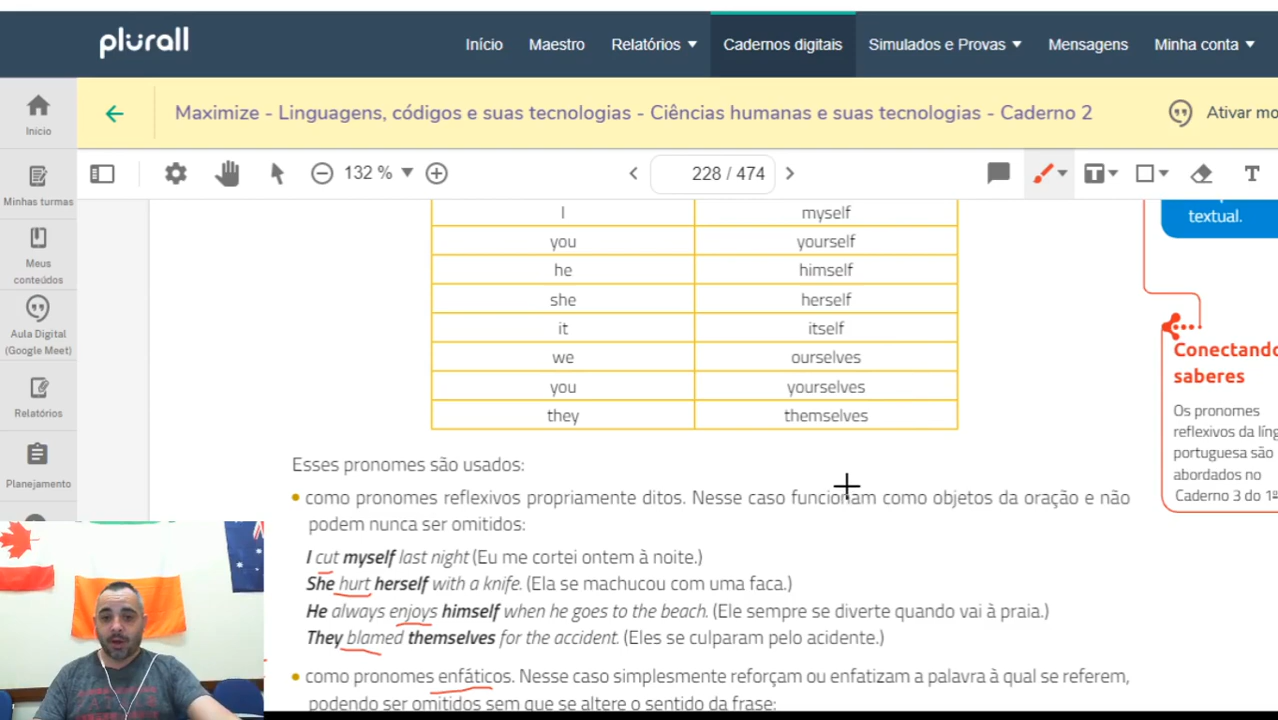 plurall
Início
Maestro
Relatórios
Cadernos digitais
Simulados e Provas
Mensagens
Minha conta
Inicio
Minhas turmas
Meus
conteúdos
Aula Digital
(Google Meet)
Relatórios
Planejamento
Maximize - Linguagens, códigos e suas tecnologias - Ciências humanas e suas tecnologias - Caderno 2
Ativar mo
132 %
228 / 474
I myself
you yourself
he himself
she herself
it itself
we ourselves
you yourselves
they themselves
Esses pronomes são usados:
como pronomes reflexivos propriamente ditos. Nesse caso funcionam como objetos da oração e não
podem nunca ser omitidos:
I cut myself last night (Eu me cortei ontem à noite.)
She hurt herself with a knife. (Ela se machucou com uma faca.)
He always enjoys himself when he goes to the beach. (Ele sempre se diverte quando vai à praia.)
They blamed themselves for the accident. (Eles se culparam pelo acidente.)
como pronomes enfáticos. Nesse caso simplesmente reforçam ou enfatizam a palavra à qual se referem,
podendo ser omitidos sem que se altere o sentido da frase:
textual.
Conectando
saberes
Os pronomes
reflexivos da líng
portuguesa são
abordados no
Caderno 3 do 1ª